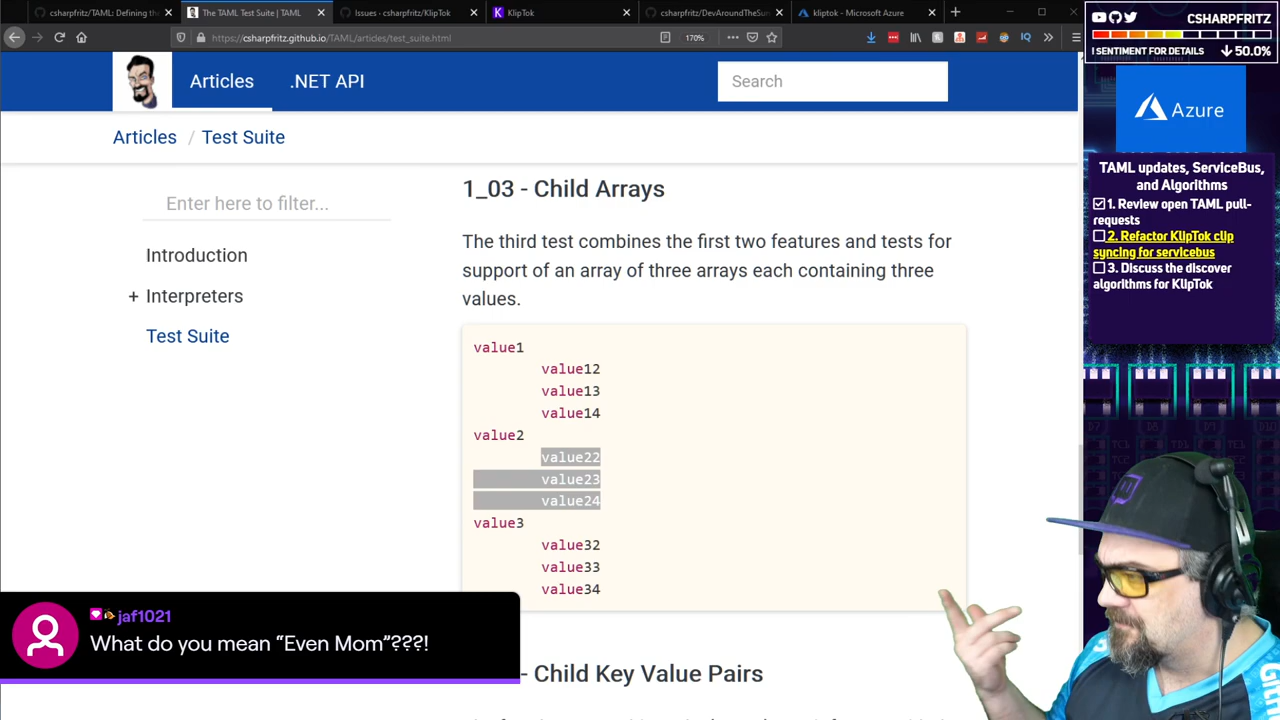 csharpfritz/TAML: Defining the
The TAML Test Suite | TAML
Issues · csharpfritz/KlipTok
KlipTok
csharpfritz/DevAroundTheSun
kliptok - Microsoft Azure
https://csharpfritz.github.io/TAML/articles/test_suite.html
170%
Articles
.NET API
Search
Articles / Test Suite
Enter here to filter...
Introduction
+ Interpreters
Test Suite
1_03 - Child Arrays
The third test combines the first two features and tests for
support of an array of three arrays each containing three
values.
value1
value12
value13
value14
value2
value22
value23
value24
value3
value32
value33
value34
- Child Key Value Pairs
jaf1021
What do you mean “Even Mom”???!
CSHARPFRITZ
! SENTIMENT FOR DETAILS
↓ 50.0%
Azure
TAML updates, ServiceBus,
and Algorithms
1. Review open TAML pull-
requests
2. Refactor KlipTok clip
syncing for servicebus
3. Discuss the discover
algorithms for KlipTok